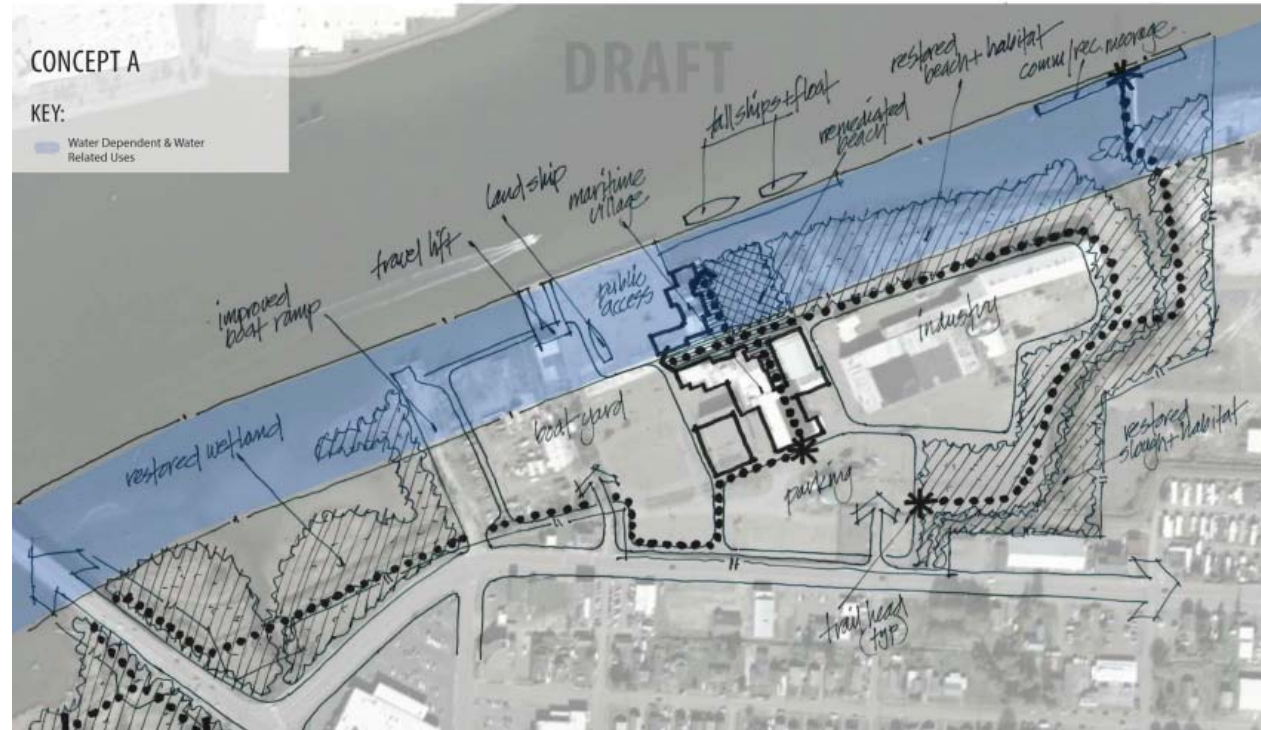 CONCEPT A
KEY:
Water Dependent & Water
Related Uses
DRAFT
restored
beach + habitat
comm/rec. moorage
tall ships + float
remediated
beach
land ship
maritime
village
travel lift
public
access
improved
boat ramp
industry
restored wetland
boat yard
restored
slough + habitat
parking
trail head
(typ)